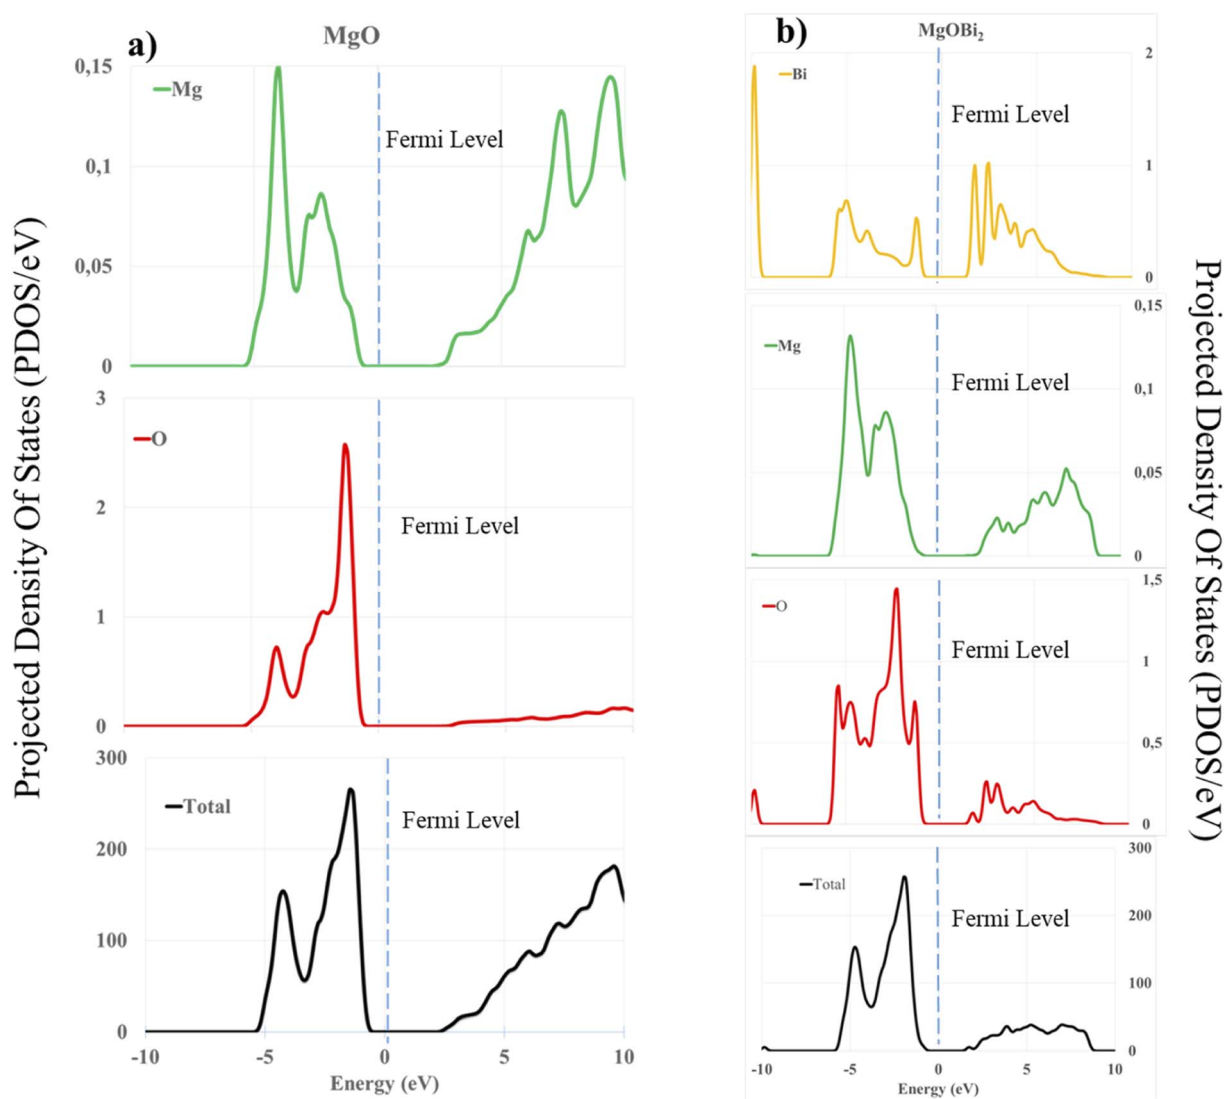 a)
MgO
Projected Density Of States (PDOS/eV)
0,15
0,1
0,05
0
Mg
Fermi Level
3
2
1
0
O
Fermi Level
300
200
100
0
Total
Fermi Level
-10 -5 0 5 10
Energy (eV)
b)
MgOBi2
Bi
Fermi Level
2
1
0
Mg
Fermi Level
0,15
0,1
0,05
0
O
Fermi Level
1,5
1
0,5
0
Total
Fermi Level
300
200
100
0
-10 -5 0 5 10
Energy (eV)
Projected Density Of States (PDOS/eV)